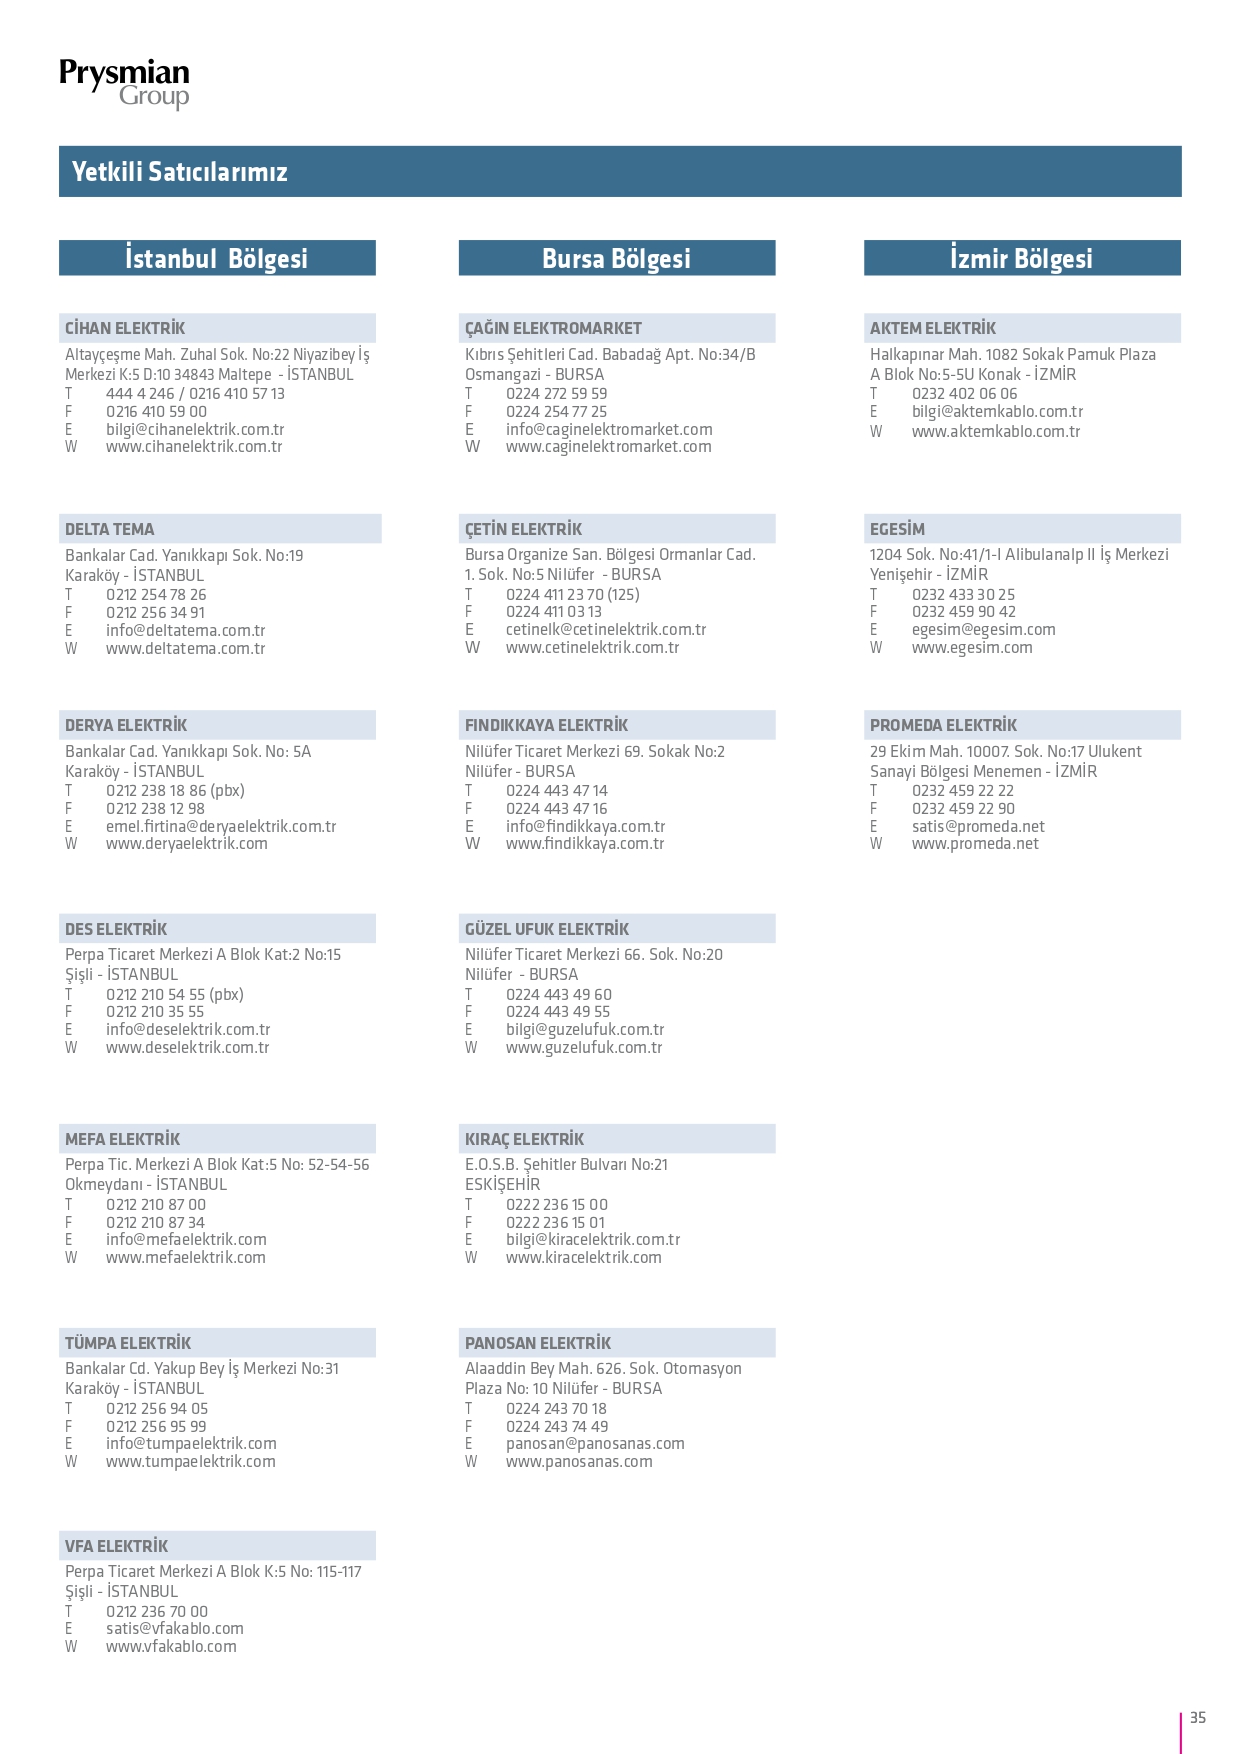 Prysmian
Group
Yetkili Satıcılarımız
İstanbul Bölgesi
CİHAN ELEKTRİK
Altayçeşme Mah. Zuhal Sok. No:22 Niyazibey İş
Merkezi K:5 D:10 34843 Maltepe - İSTANBUL
T 444 4 246 / 0216 410 57 13
F 0216 410 59 00
E bilgi@cihanelektrik.com.tr
W www.cihanelektrik.com.tr
DELTA TEMA
Bankalar Cad. Yanıkkapı Sok. No:19
Karaköy - İSTANBUL
T 0212 254 78 26
F 0212 256 34 91
E info@deltatema.com.tr
W www.deltatema.com.tr
DERYA ELEKTRİK
Bankalar Cad. Yanıkkapı Sok. No: 5A
Karaköy - İSTANBUL
T 0212 238 18 86 (pbx)
F 0212 238 12 98
E emel.firtina@deryaelektrik.com.tr
W www.deryaelektrik.com
DES ELEKTRİK
Perpa Ticaret Merkezi A Blok Kat:2 No:15
Şişli - İSTANBUL
T 0212 210 54 55 (pbx)
F 0212 210 35 55
E info@deselektrik.com.tr
W www.deselektrik.com.tr
MEFA ELEKTRİK
Perpa Tic. Merkezi A Blok Kat:5 No: 52-54-56
Okmeydanı - İSTANBUL
T 0212 210 87 00
F 0212 210 87 34
E info@mefaelektrik.com
W www.mefaelektrik.com
TÜMPA ELEKTRİK
Bankalar Cd. Yakup Bey İş Merkezi No:31
Karaköy - İSTANBUL
T 0212 256 94 05
F 0212 256 95 99
E info@tumpaelektrik.com
W www.tumpaelektrik.com
VFA ELEKTRİK
Perpa Ticaret Merkezi A Blok K:5 No: 115-117
Şişli - İSTANBUL
T 0212 236 70 00
E satis@vfakablo.com
W www.vfakablo.com
Bursa Bölgesi
ÇAĞIN ELEKTROMARKET
Kıbrıs Şehitleri Cad. Babadağ Apt. No:34/B
Osmangazi - BURSA
T 0224 272 59 59
F 0224 254 77 25
E info@caginelektromarket.com
W www.caginelektromarket.com
ÇETİN ELEKTRİK
Bursa Organize San. Bölgesi Ormanlar Cad.
1. Sok. No:5 Nilüfer - BURSA
T 0224 411 23 70 (125)
F 0224 411 03 13
E cetinelk@cetinelektrik.com.tr
W www.cetinelektrik.com.tr
FINDIKKAYA ELEKTRİK
Nilüfer Ticaret Merkezi 69. Sokak No:2
Nilüfer - BURSA
T 0224 443 47 14
F 0224 443 47 16
E info@findikkaya.com.tr
W www.findikkaya.com.tr
GÜZEL UFUK ELEKTRİK
Nilüfer Ticaret Merkezi 66. Sok. No:20
Nilüfer - BURSA
T 0224 443 49 60
F 0224 443 49 55
E bilgi@guzelufuk.com.tr
W www.guzelufuk.com.tr
KIRAÇ ELEKTRİK
E.O.S.B. Şehitler Bulvarı No:21
ESKİŞEHİR
T 0222 236 15 00
F 0222 236 15 01
E bilgi@kiracelektrik.com.tr
W www.kiracelektrik.com
PANOSAN ELEKTRİK
Alaaddin Bey Mah. 626. Sok. Otomasyon
Plaza No: 10 Nilüfer - BURSA
T 0224 243 70 18
F 0224 243 74 49
E panosan@panosanas.com
W www.panosanas.com
İzmir Bölgesi
AKTEM ELEKTRİK
Halkapınar Mah. 1082 Sokak Pamuk Plaza
A Blok No:5-5U Konak - İZMİR
T 0232 402 06 06
E bilgi@aktemkablo.com.tr
W www.aktemkablo.com.tr
EGESİM
1204 Sok. No:41/1-I Alibulanalp II İş Merkezi
Yenişehir - İZMİR
T 0232 433 30 25
F 0232 459 90 42
E egesim@egesim.com
W www.egesim.com
PROMEDA ELEKTRİK
29 Ekim Mah. 10007. Sok. No:17 Ulukent
Sanayi Bölgesi Menemen - İZMİR
T 0232 459 22 22
F 0232 459 22 90
E satis@promeda.net
W www.promeda.net
35